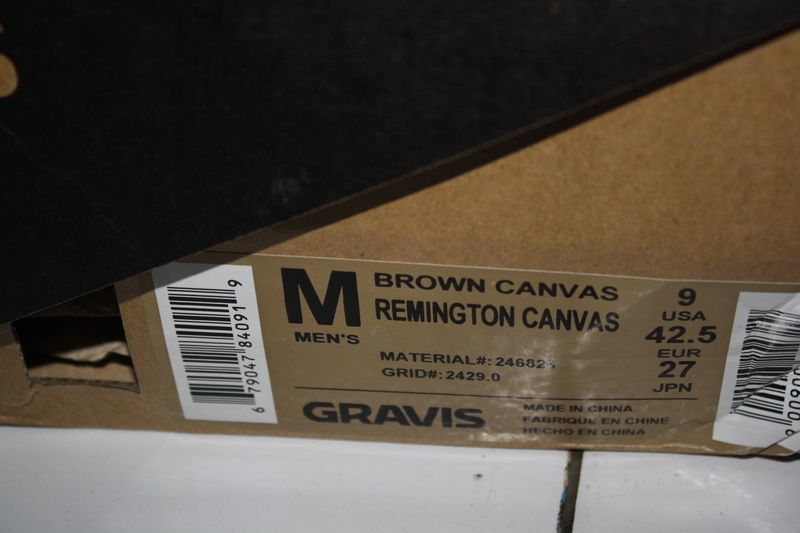 M
MEN'S
BROWN CANVAS
REMINGTON CANVAS
MATERIAL#:
GRID#: 2429.0
GRAVIS
9
USA
42.5
EUR
27
JPN
MADE IN CHINA
FABRIQUE EN CHINE
HECHO EN CHINA
6 79047 84091 9